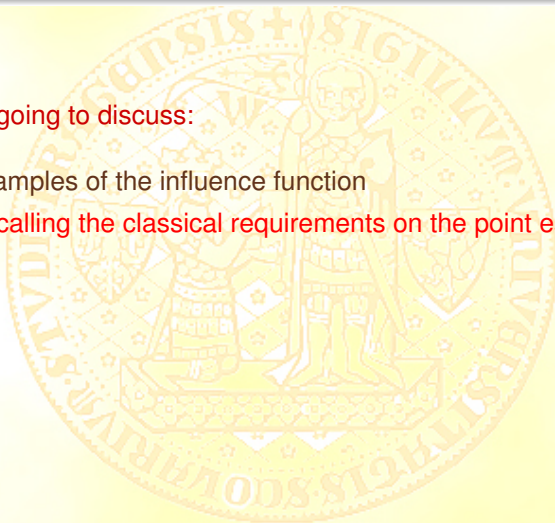 going to discuss:
amples of the influence function
calling the classical requirements on the point e